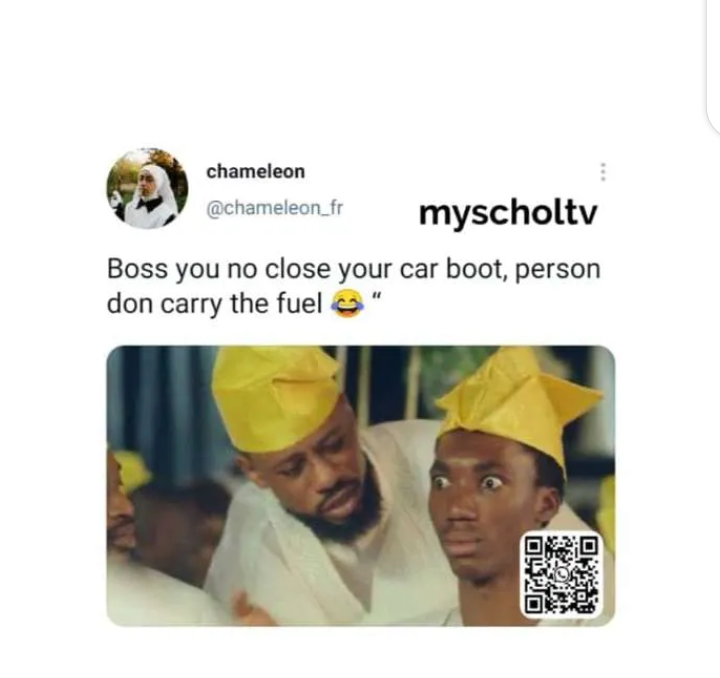 chameleon
@chameleon_fr
myscholtv
Boss you no close your car boot, person
don carry the fuel 😂 “